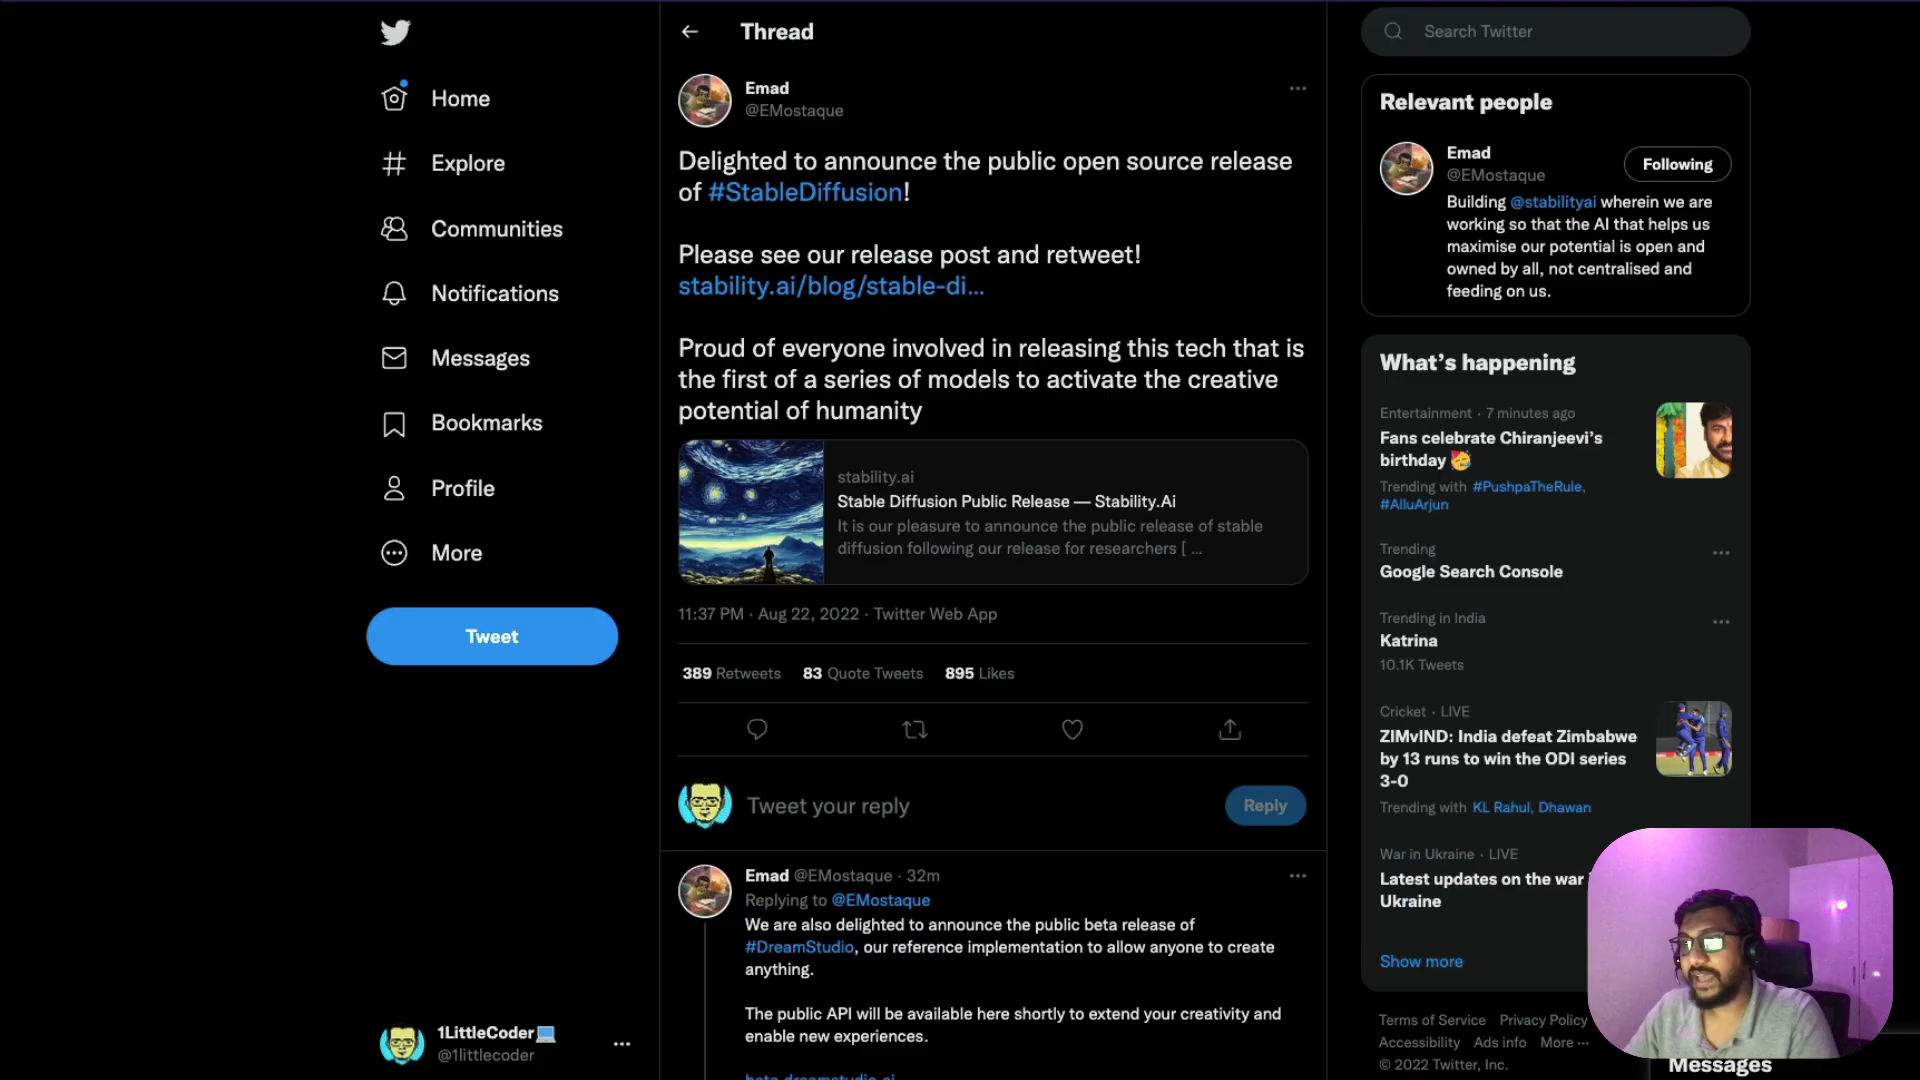 Home
Explore
Communities
Notifications
Messages
Bookmarks
Profile
More
Tweet
1LittleCoder💻
@1littlecoder
Thread
Emad
@EMostaque
Delighted to announce the public open source release
of #StableDiffusion!
Please see our release post and retweet!
stability.ai/blog/stable-di...
Proud of everyone involved in releasing this tech that is
the first of a series of models to activate the creative
potential of humanity
stability.ai
Stable Diffusion Public Release — Stability.Ai
It is our pleasure to announce the public release of stable
diffusion following our release for researchers [ ...
11:37 PM · Aug 22, 2022 · Twitter Web App
389 Retweets 83 Quote Tweets 895 Likes
Tweet your reply
Reply
Emad @EMostaque · 32m
Replying to @EMostaque
We are also delighted to announce the public beta release of
#DreamStudio, our reference implementation to allow anyone to create
anything.
The public API will be available here shortly to extend your creativity and
enable new experiences.
beta.dreamstudio.ai
Search Twitter
Relevant people
Emad
@EMostaque
Following
Building @stabilityai wherein we are
working so that the AI that helps us
maximise our potential is open and
owned by all, not centralised and
feeding on us.
What's happening
Entertainment · 7 minutes ago
Fans celebrate Chiranjeevi's
birthday 🥳
Trending with #PushpaTheRule,
#AlluArjun
Trending
Google Search Console
Trending in India
Katrina
10.1K Tweets
Cricket · LIVE
ZIMvIND: India defeat Zimbabwe
by 13 runs to win the ODI series
3-0
Trending with KL Rahul, Dhawan
War in Ukraine · LIVE
Latest updates on the war
Ukraine
Show more
Terms of Service Privacy Policy
Accessibility Ads info More ...
© 2022 Twitter, Inc.
Messages